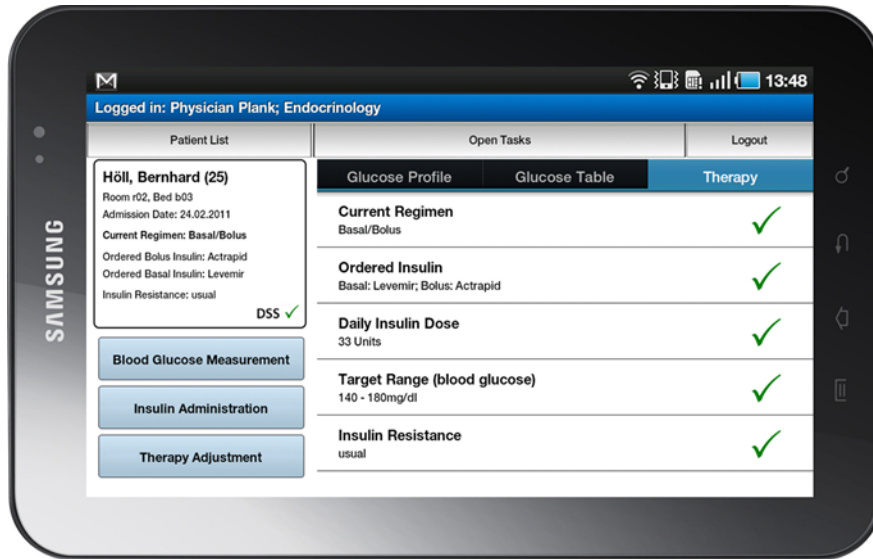 SAMSUNG
13:48
Logged in: Physician Plank; Endocrinology
Patient List
Open Tasks
Logout
Höll, Bernhard (25)
Room r02, Bed b03
Admission Date: 24.02.2011
Current Regimen: Basal/Bolus
Ordered Bolus Insulin: Actrapid
Ordered Basal Insulin: Levemir
Insulin Resistance: usual
DSS
Blood Glucose Measurement
Insulin Administration
Therapy Adjustment
Glucose Profile
Glucose Table
Therapy
Current Regimen
Basal/Bolus
Ordered Insulin
Basal: Levemir; Bolus: Actrapid
Daily Insulin Dose
33 Units
Target Range (blood glucose)
140 - 180mg/dl
Insulin Resistance
usual